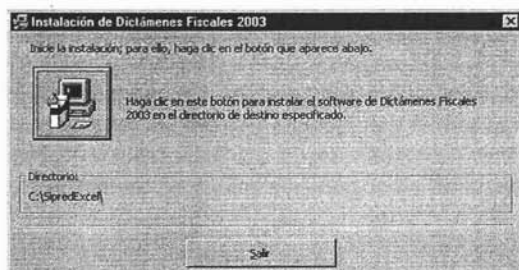 Instalación de Dictámenes Fiscales 2003
Inicie la instalación; para ello, haga clic en el botón que aparece abajo.
Haga clic en este botón para instalar el software de Dictámenes Fiscales
2003 en el directorio de destino especificado.
Directorio:
C:\SipredExcel\
Salir